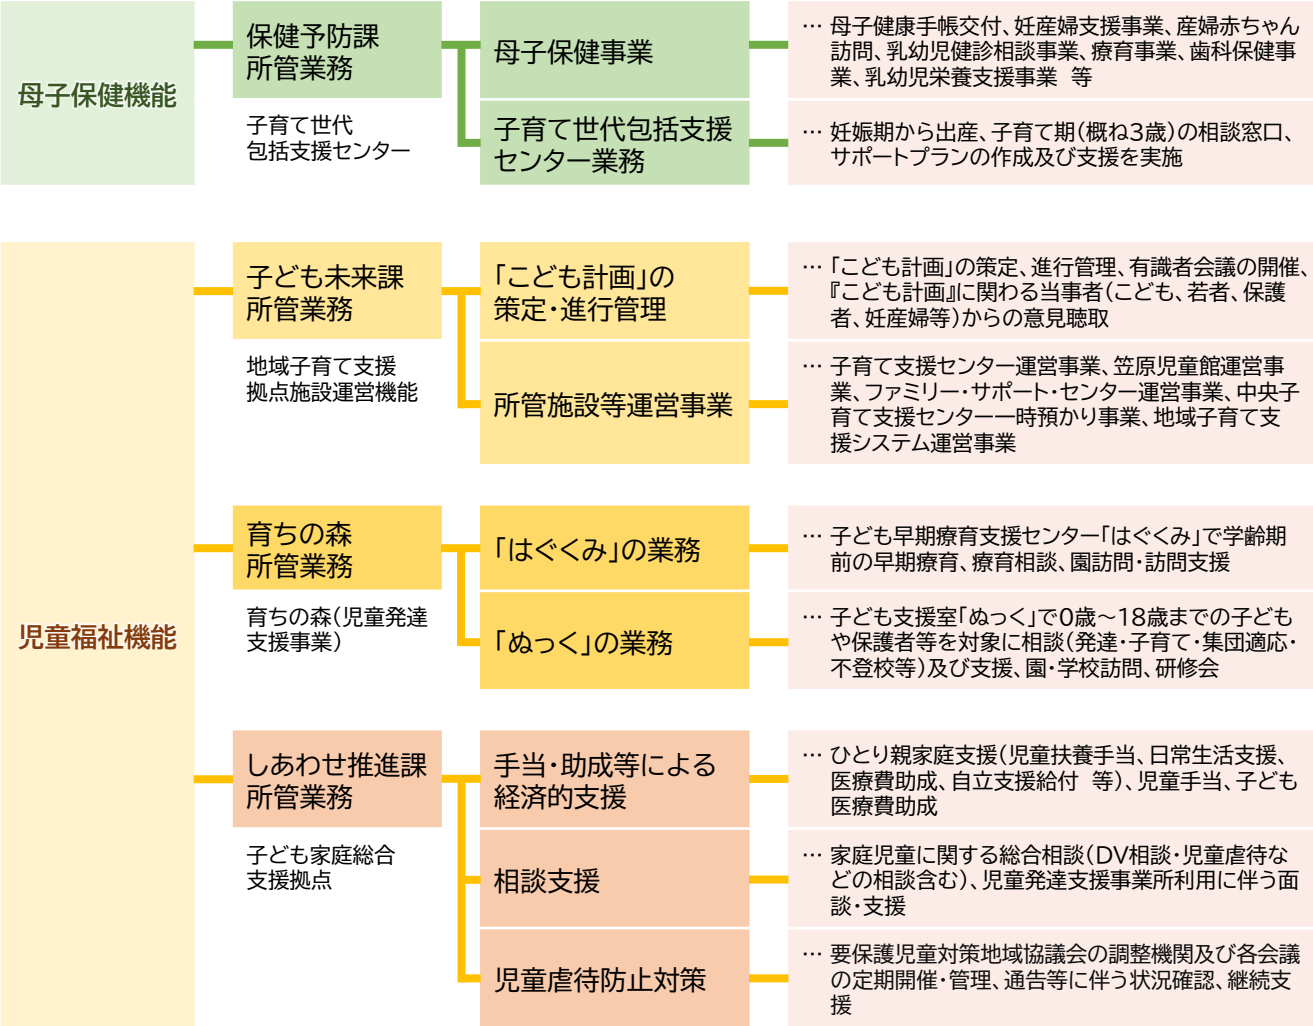 母子保健機能
保健予防課
所管業務
子育て世代
包括支援センター
母子保健事業
… 母子健康手帳交付、妊産婦支援事業、産婦赤ちゃん
訪問、乳幼児健診相談事業、療育事業、歯科保健事
業、乳幼児栄養支援事業 等
子育て世代包括支援
センター業務
… 妊娠期から出産、子育て期(概ね3歳)の相談窓口、
サポートプランの作成及び支援を実施
児童福祉機能
子ども未来課
所管業務
地域子育て支援
拠点施設運営機能
「こども計画」の
策定・進行管理
… 「こども計画」の策定、進行管理、有識者会議の開催、
『こども計画』に関わる当事者(こども、若者、保護
者、妊産婦等)からの意見聴取
所管施設等運営事業
… 子育て支援センター運営事業、笠原児童館運営事
業、ファミリー・サポート・センター運営事業、中央子
育て支援センター一時預かり事業、地域子育て支
援システム運営事業
育ちの森
所管業務
育ちの森(児童発達
支援事業)
「はぐくみ」の業務
… 子ども早期療育支援センター「はぐくみ」で学齢期
前の早期療育、療育相談、園訪問・訪問支援
「ぬっく」の業務
… 子ども支援室「ぬっく」で0歳～18歳までの子ども
や保護者等を対象に相談(発達・子育て・集団適応・
不登校等)及び支援、園・学校訪問、研修会
しあわせ推進課
所管業務
子ども家庭総合
支援拠点
手当・助成等による
経済的支援
… ひとり親家庭支援(児童扶養手当、日常生活支援、
医療費助成、自立支援給付 等)、児童手当、子ども
医療費助成
相談支援
… 家庭児童に関する総合相談(DV相談・児童虐待な
どの相談含む)、児童発達支援事業所利用に伴う面
談・支援
児童虐待防止対策
… 要保護児童対策地域協議会の調整機関及び各会議
の定期開催・管理、通告等に伴う状況確認、継続支
援